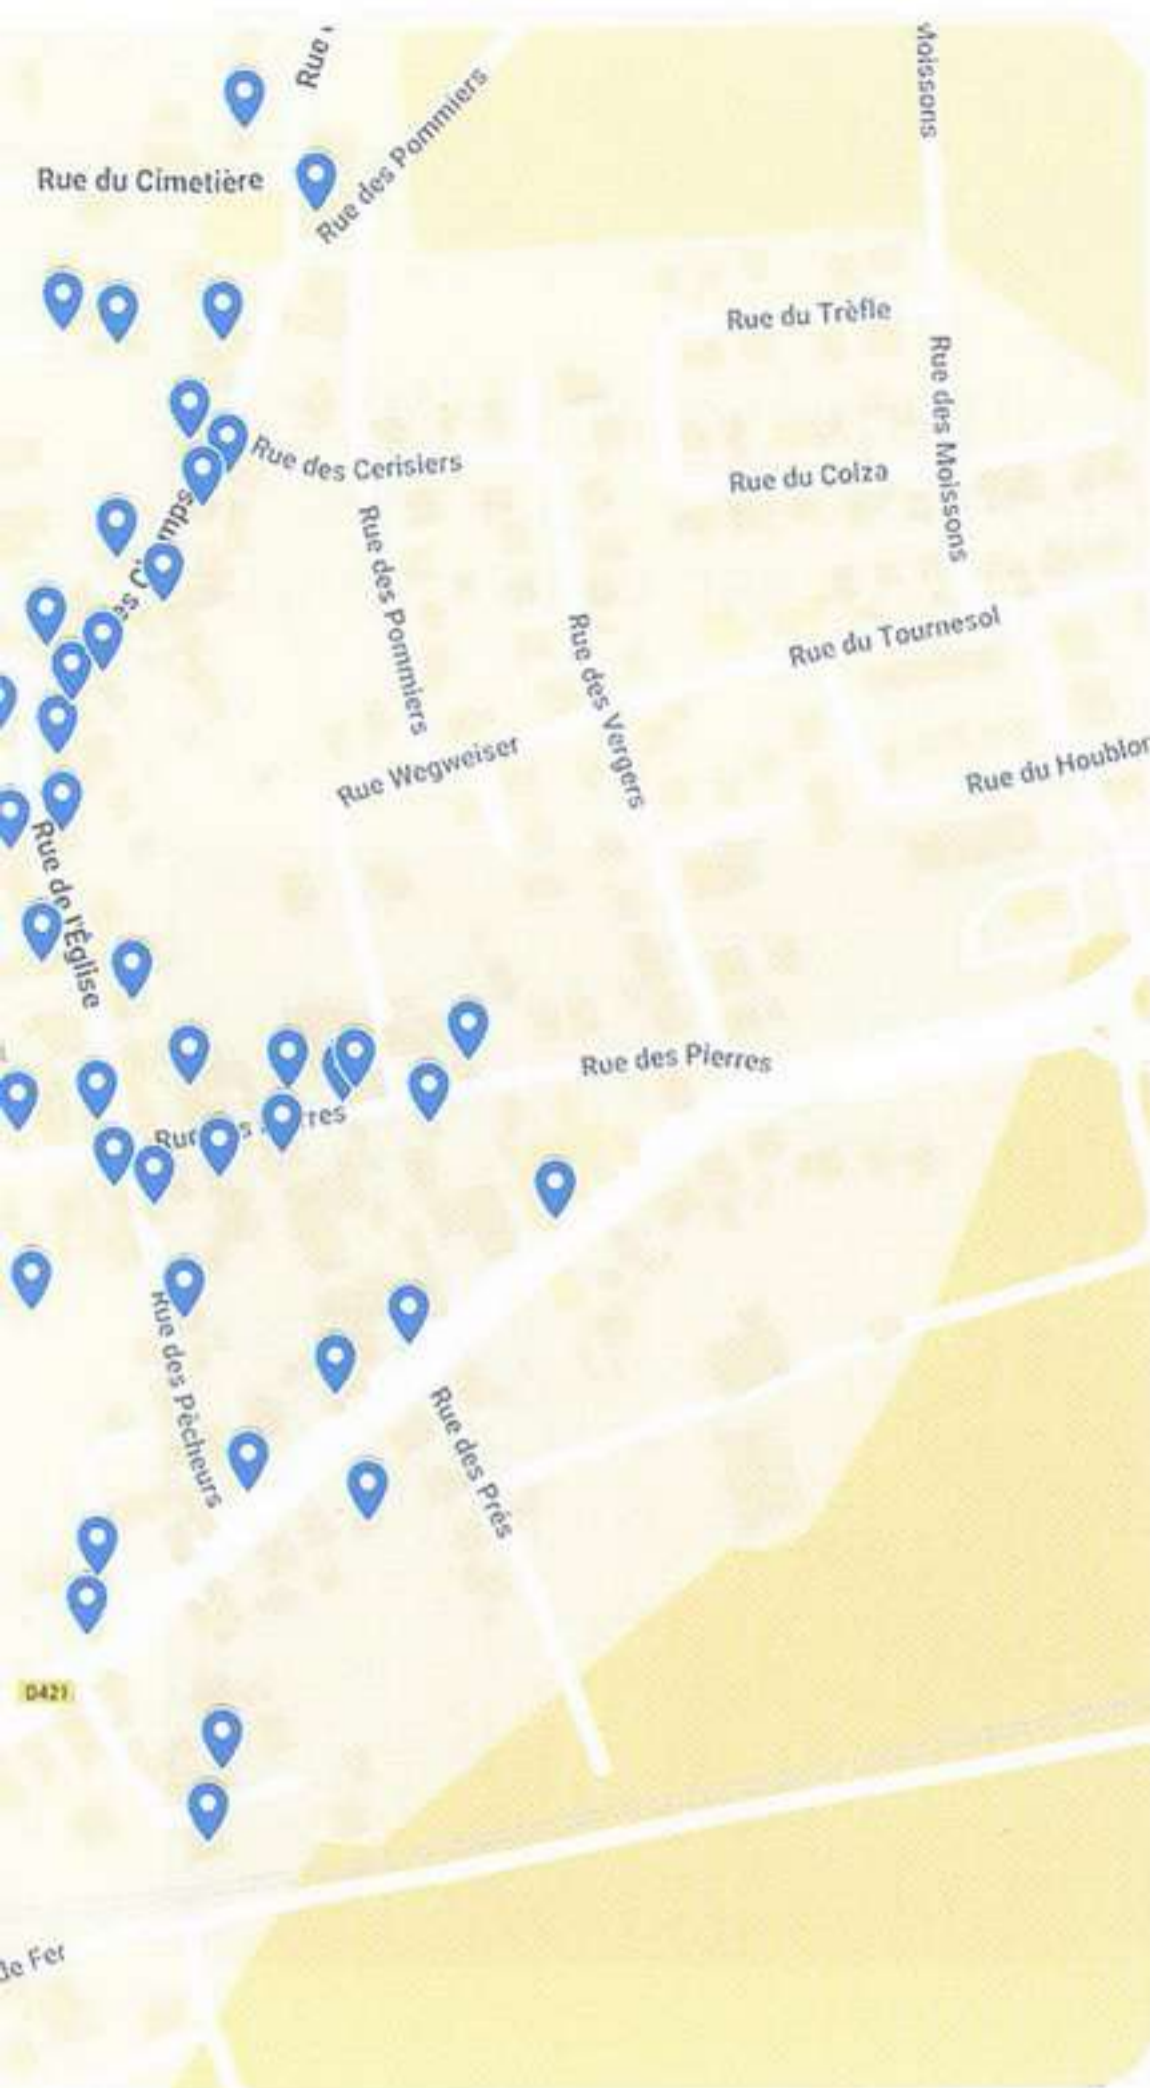 Rue
Rue des Pommiers
Moissons
Rue du Cimetière
Rue du Trèfle
Rue des Moissons
Rue des Cerisiers
Rue du Colza
Rue des Pommiers
Rue du Tournesol
Rue des Vergers
Rue Wegweiser
Rue du Houblon
Rue de l'Église
Rue des Pierres
Rue des Pêcheurs
Rue des Prés
D421
de Fer